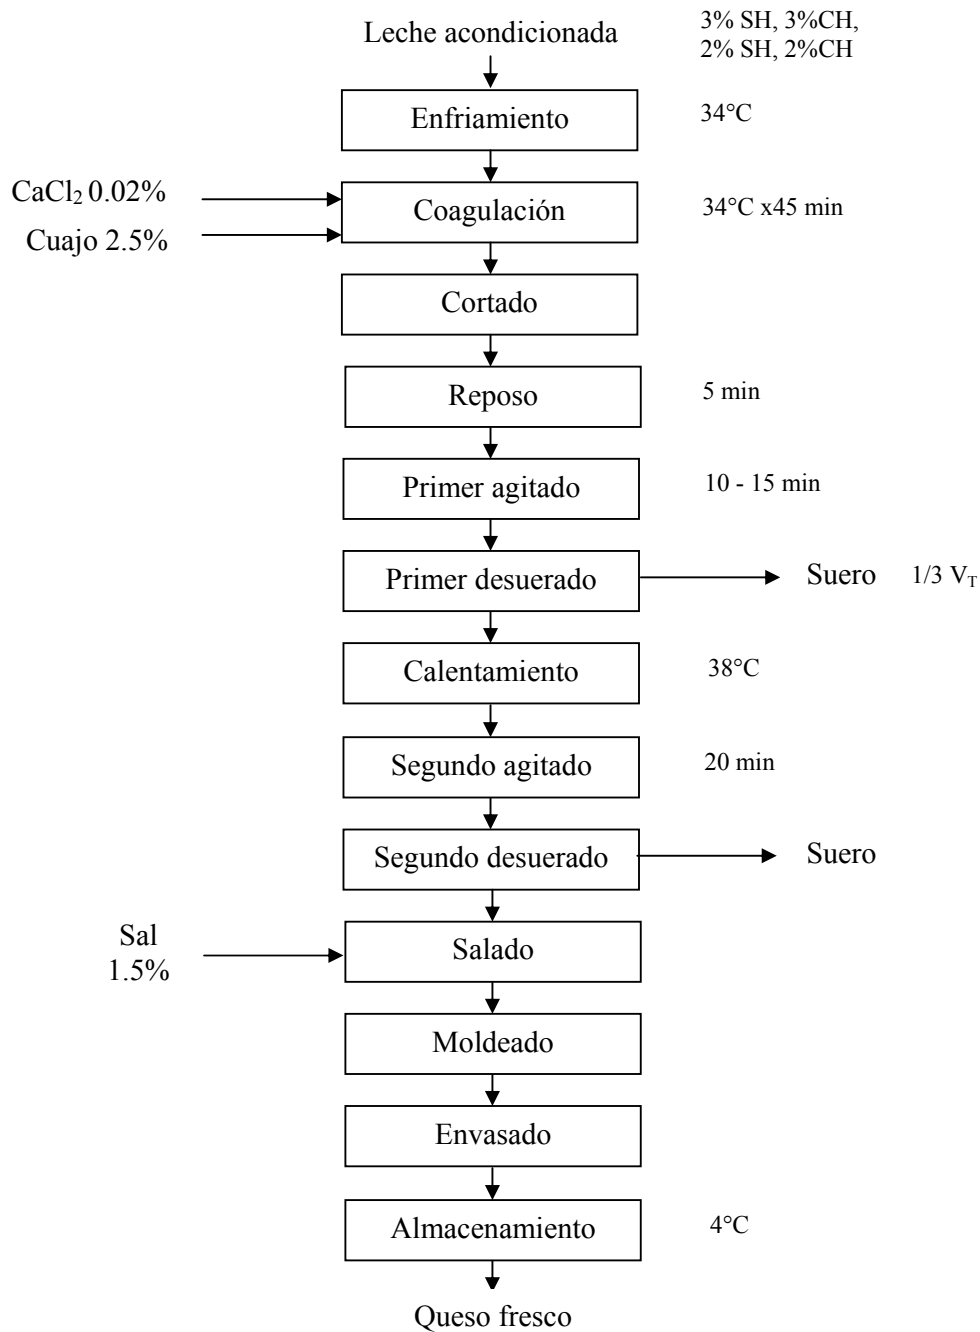 Leche acondicionada
3% SH, 3%CH,
2% SH, 2%CH
Enfriamiento
34°C
CaCl₂ 0.02%
Cuajo 2.5%
Coagulación
34°C x45 min
Cortado
Reposo
5 min
Primer agitado
10 - 15 min
Primer desuerado
Suero
1/3 V_T
Calentamiento
38°C
Segundo agitado
20 min
Segundo desuerado
Suero
Sal
1.5%
Salado
Moldeado
Envasado
Almacenamiento
4°C
Queso fresco